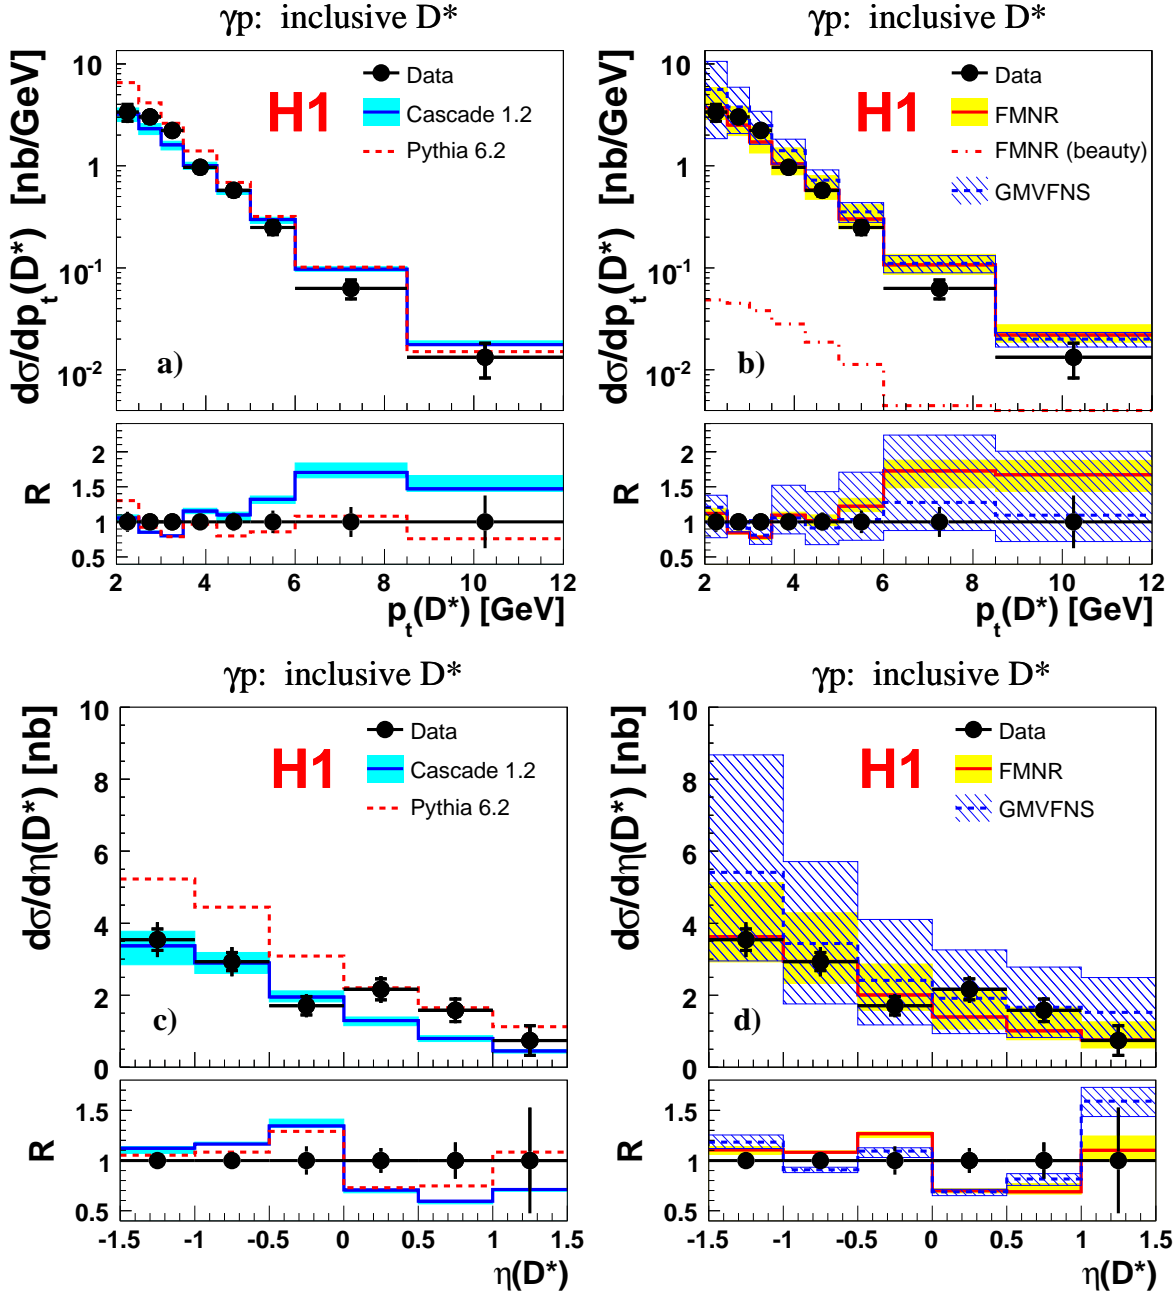 γp: inclusive D*
dσ/dp_t(D*) [nb/GeV]
10
1
10^-1
10^-2
H1
Data
Cascade 1.2
Pythia 6.2
a)
R
2
1.5
1
0.5
2 4 6 8 10 12
p_t(D*) [GeV]
γp: inclusive D*
dσ/dp_t(D*) [nb/GeV]
10
1
10^-1
10^-2
H1
Data
FMNR
FMNR (beauty)
GMVFNS
b)
R
2
1.5
1
0.5
2 4 6 8 10 12
p_t(D*) [GeV]
γp: inclusive D*
dσ/dη(D*) [nb]
10
8
6
4
2
0
H1
Data
Cascade 1.2
Pythia 6.2
c)
R
1.5
1
0.5
-1.5 -1 -0.5 0 0.5 1 1.5
η(D*)
γp: inclusive D*
dσ/dη(D*) [nb]
10
8
6
4
2
0
H1
Data
FMNR
GMVFNS
d)
R
1.5
1
0.5
-1.5 -1 -0.5 0 0.5 1 1.5
η(D*)